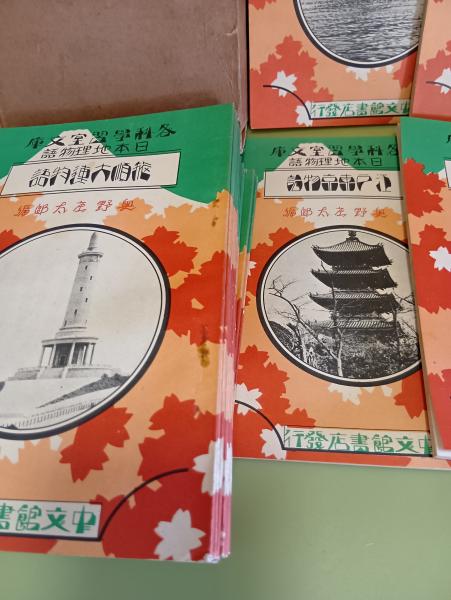 各科學習室文庫
日本地理物語
旅順大連物語
奥野庄太郎編
中文館書
中文館書店發行
各科學習室文庫
日本地理物語
江戸東京物語
奥野庄太郎編
中文館書店發行